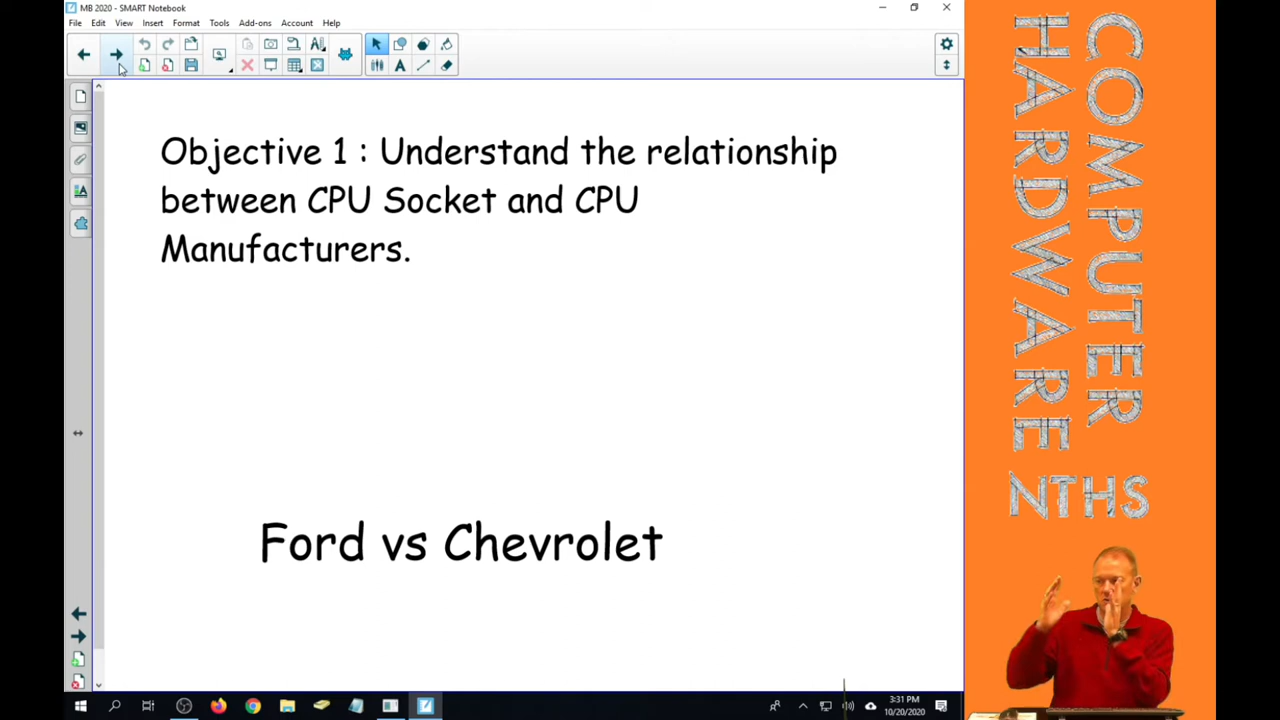 MB 2020 - SMART Notebook
File Edit View Insert Format Tools Add-ons Account Help
Objective 1 : Understand the relationship
between CPU Socket and CPU
Manufacturers.
Ford vs Chevrolet
COMPUTER
HARDWARE
NTHS
3:31 PM
10/20/2020